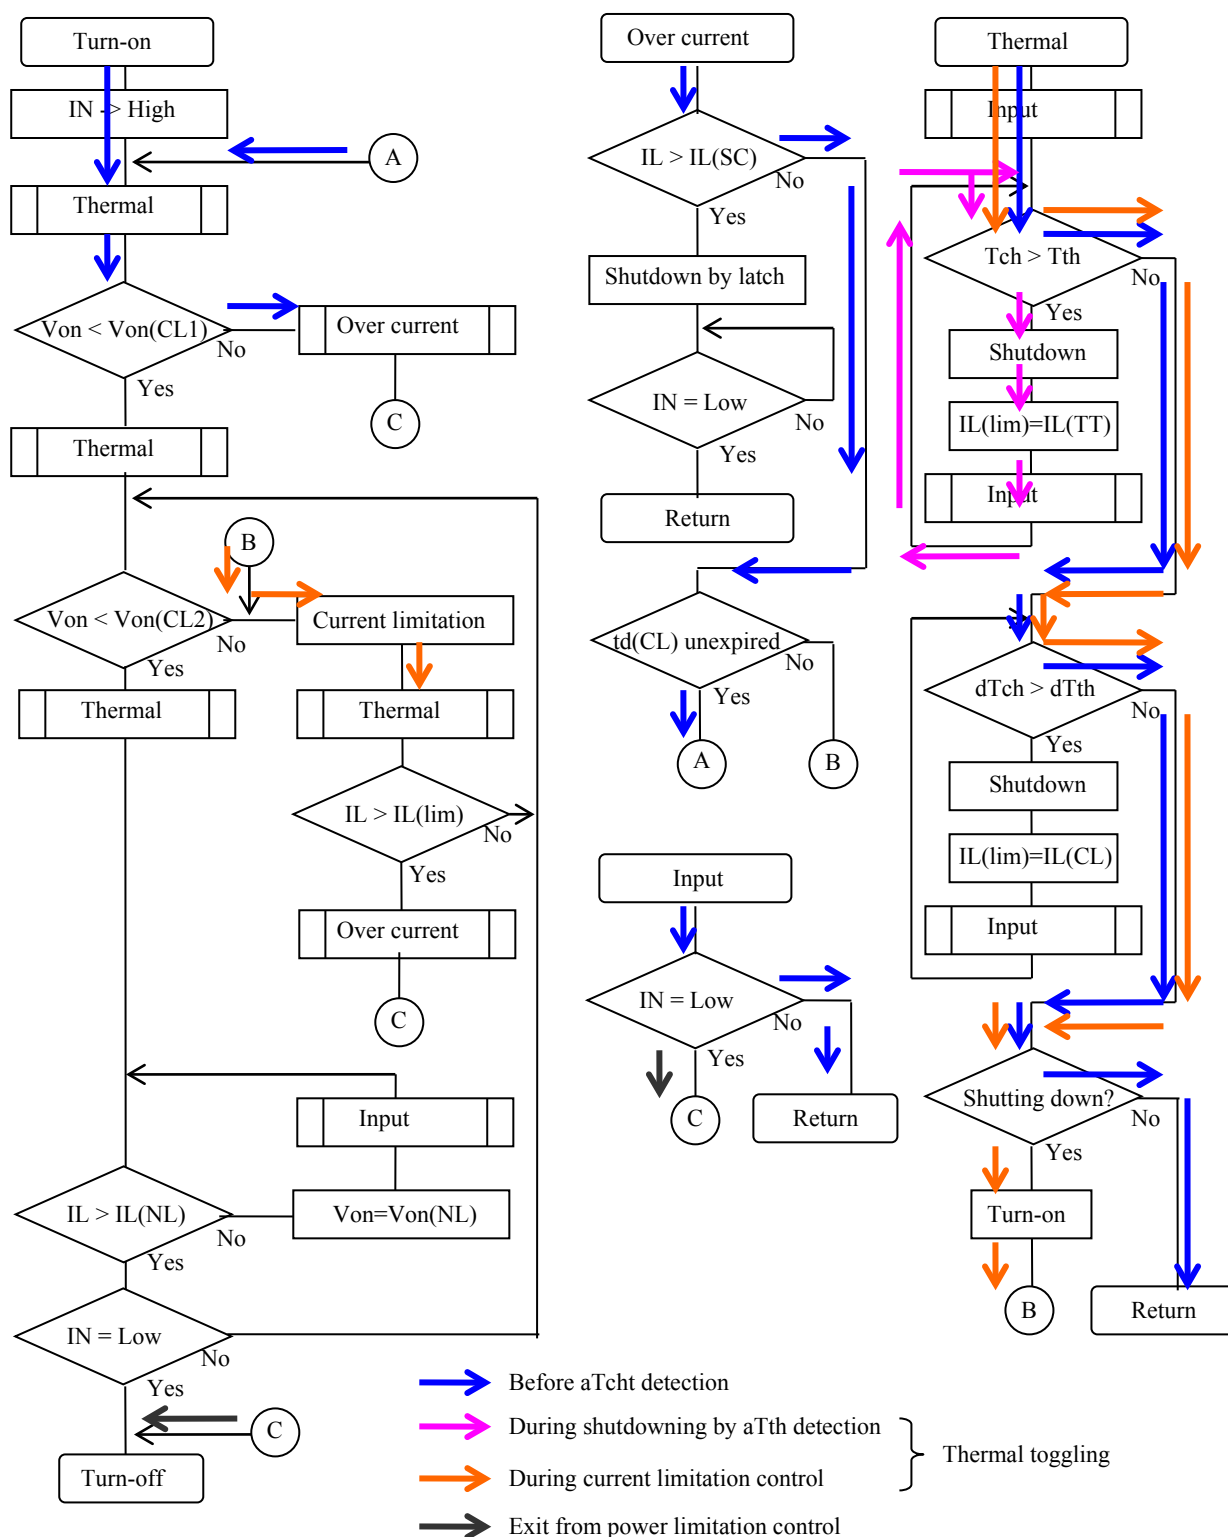 Turn-on
IN -> High
A
Thermal
Von < Von(CL1)
No
Yes
Over current
C
Thermal
B
Von < Von(CL2)
No
Yes
Current limitation
Thermal
Thermal
IL > IL(lim)
No
Yes
Over current
C
Input
IL > IL(NL)
No
Yes
Von=Von(NL)
IN = Low
No
Yes
C
Turn-off
Over current
IL > IL(SC)
No
Yes
Shutdown by latch
IN = Low
No
Yes
Return
td(CL) unexpired
No
Yes
A
B
Input
IN = Low
No
Yes
C
Return
Thermal
Input
Tch > Tth
No
Yes
Shutdown
IL(lim)=IL(TT)
Input
dTch > dTth
No
Yes
Shutdown
IL(lim)=IL(CL)
Input
Shutting down?
No
Yes
Turn-on
B
Return
Before aTcht detection
During shutdowning by aTth detection
During current limitation control
Thermal toggling
Exit from power limitation control